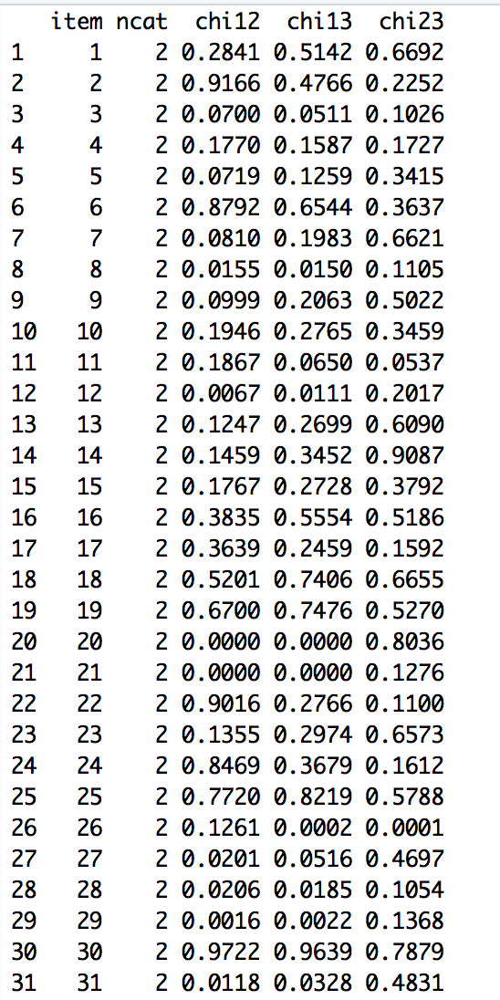 item ncat chi12 chi13 chi23
1 1 2 0.2841 0.5142 0.6692
2 2 2 0.9166 0.4766 0.2252
3 3 2 0.0700 0.0511 0.1026
4 4 2 0.1770 0.1587 0.1727
5 5 2 0.0719 0.1259 0.3415
6 6 2 0.8792 0.6544 0.3637
7 7 2 0.0810 0.1983 0.6621
8 8 2 0.0155 0.0150 0.1105
9 9 2 0.0999 0.2063 0.5022
10 10 2 0.1946 0.2765 0.3459
11 11 2 0.1867 0.0650 0.0537
12 12 2 0.0067 0.0111 0.2017
13 13 2 0.1247 0.2699 0.6090
14 14 2 0.1459 0.3452 0.9087
15 15 2 0.1767 0.2728 0.3792
16 16 2 0.3835 0.5554 0.5186
17 17 2 0.3639 0.2459 0.1592
18 18 2 0.5201 0.7406 0.6655
19 19 2 0.6700 0.7476 0.5270
20 20 2 0.0000 0.0000 0.8036
21 21 2 0.0000 0.0000 0.1276
22 22 2 0.9016 0.2766 0.1100
23 23 2 0.1355 0.2974 0.6573
24 24 2 0.8469 0.3679 0.1612
25 25 2 0.7720 0.8219 0.5788
26 26 2 0.1261 0.0002 0.0001
27 27 2 0.0201 0.0516 0.4697
28 28 2 0.0206 0.0185 0.1054
29 29 2 0.0016 0.0022 0.1368
30 30 2 0.9722 0.9639 0.7879
31 31 2 0.0118 0.0328 0.4831